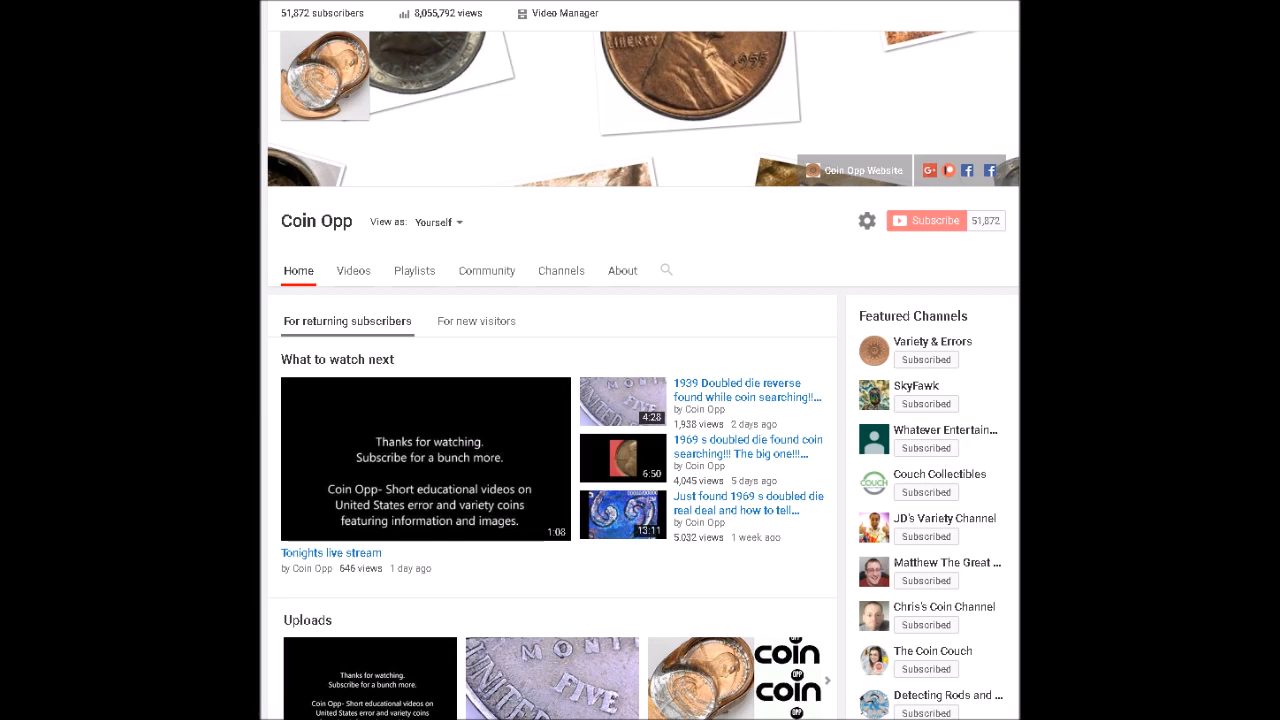 51,872 subscribers
8,055,792 views
Video Manager
LIBERTY
1955
Coin Opp Website
Coin Opp
View as: Yourself
Subscribe 51,872
Home Videos Playlists Community Channels About
For returning subscribers
For new visitors
What to watch next
Thanks for watching.
Subscribe for a bunch more.
Coin Opp- Short educational videos on
United States error and variety coins
featuring information and images.
1:08
Tonights live stream
by Coin Opp 646 views 1 day ago
4:28
1939 Doubled die reverse
found while coin searching!!...
by Coin Opp
1,938 views 2 days ago
6:50
1969 s doubled die found coin
searching!!! The big one!!!...
by Coin Opp
4,045 views 5 days ago
13:11
Just found 1969 s doubled die
real deal and how to tell...
by Coin Opp
5,032 views 1 week ago
Uploads
Thanks for watching.
Subscribe for a bunch more.
Coin Opp- Short educational videos on
United States error and variety coins
MONT
UNITED
FIVE
coin
OPP
coin
OPP
Featured Channels
Variety & Errors
Subscribed
SkyFawk
Subscribed
Whatever Entertain...
Subscribed
Couch Collectibles
Subscribed
JD's Variety Channel
Subscribed
Matthew The Great ...
Subscribed
Chris's Coin Channel
Subscribed
The Coin Couch
Subscribed
Detecting Rods and ...
Subscribed